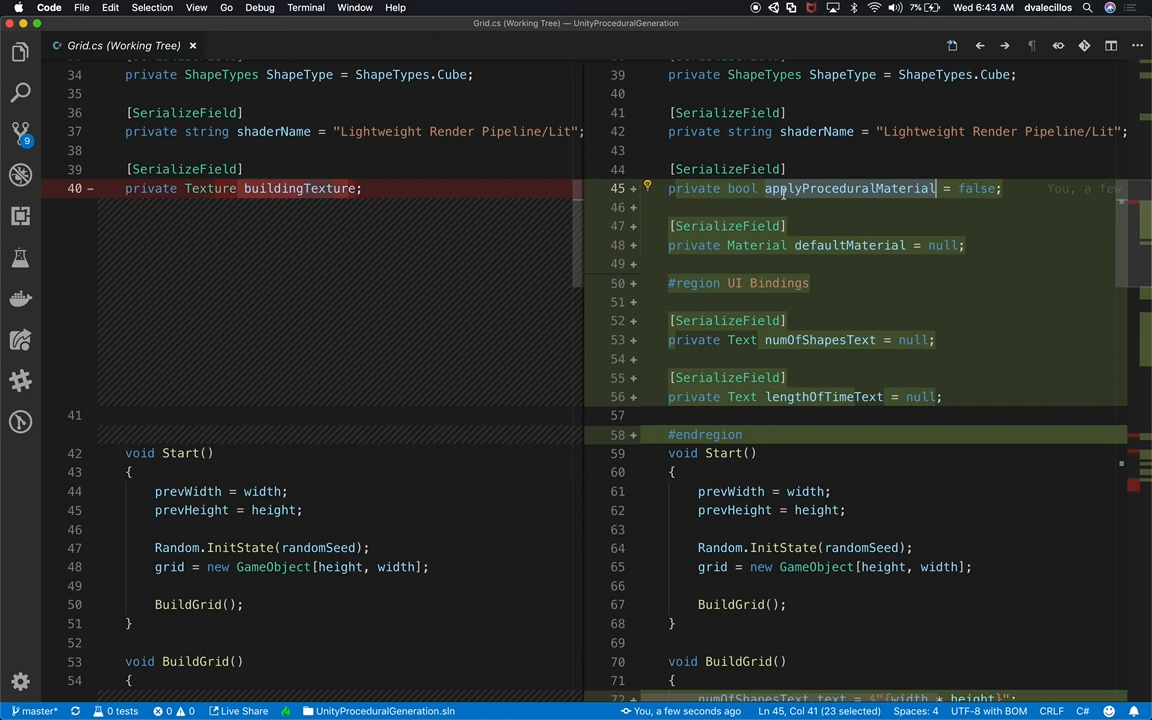 Code File Edit Selection View Go Debug Terminal Window Help 7% Wed 6:43 AM dvalecillos
Grid.cs (Working Tree) — UnityProceduralGeneration
Grid.cs (Working Tree) ×
34 private ShapeTypes ShapeType = ShapeTypes.Cube;
35
36 [SerializeField]
37 private string shaderName = "Lightweight Render Pipeline/Lit";
38
39 [SerializeField]
40 − private Texture buildingTexture;
41
42 void Start()
43 {
44 prevWidth = width;
45 prevHeight = height;
46
47 Random.InitState(randomSeed);
48 grid = new GameObject[height, width];
49
50 BuildGrid();
51 }
52
53 void BuildGrid()
54 {
39 private ShapeTypes ShapeType = ShapeTypes.Cube;
40
41 [SerializeField]
42 private string shaderName = "Lightweight Render Pipeline/Lit";
43
44 [SerializeField]
45 + private bool applyProceduralMaterial = false; You, a few
46 +
47 + [SerializeField]
48 + private Material defaultMaterial = null;
49 +
50 + #region UI Bindings
51 +
52 + [SerializeField]
53 + private Text numOfShapesText = null;
54 +
55 + [SerializeField]
56 + private Text lengthOfTimeText = null;
57
58 + #endregion
59 void Start()
60 {
61 prevWidth = width;
62 prevHeight = height;
63
64 Random.InitState(randomSeed);
65 grid = new GameObject[height, width];
66
67 BuildGrid();
68 }
69
70 void BuildGrid()
71 {
72 + numOfShapesText.text = $"{width * height}";
9
master* 0 tests 0 0 Live Share UnityProceduralGeneration.sln You, a few seconds ago Ln 45, Col 41 (23 selected) Spaces: 4 UTF-8 with BOM CRLF C#